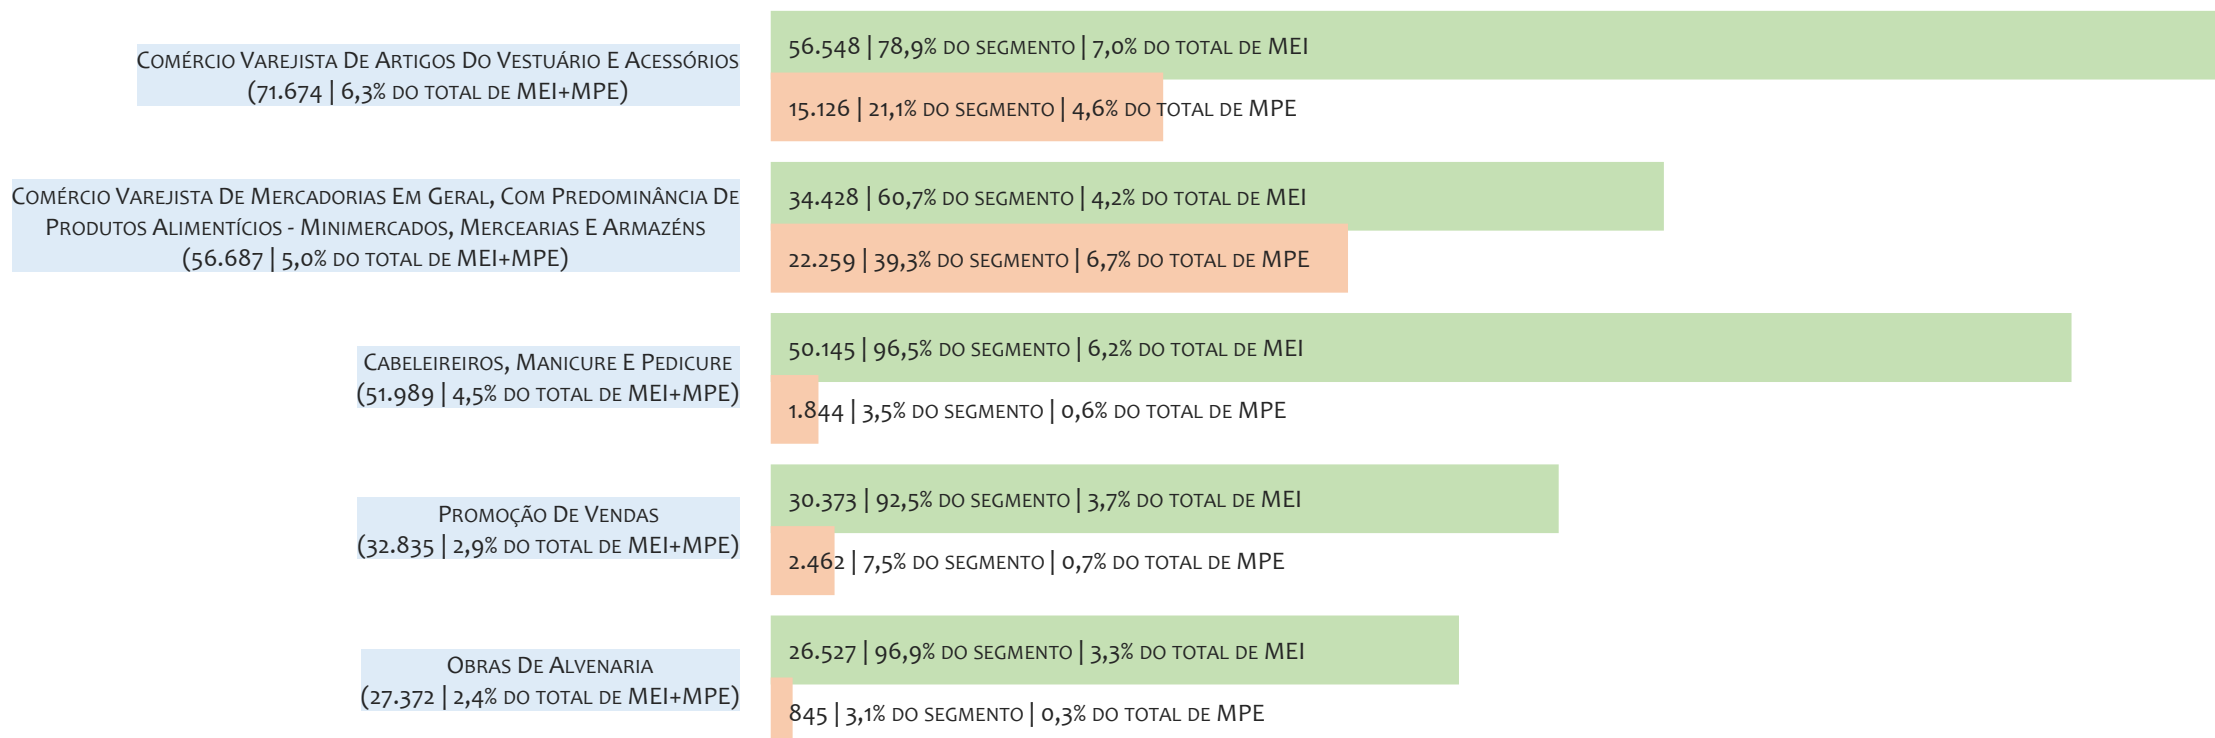 Comércio Varejista De Artigos Do Vestuário E Acessórios
(71.674 | 6,3% do total de MEI+MPE)
56.548 | 78,9% do segmento | 7,0% do total de MEI
15.126 | 21,1% do segmento | 4,6% do total de MPE
Comércio Varejista De Mercadorias Em Geral, Com Predominância De
Produtos Alimentícios - Minimercados, Mercearias E Armazéns
(56.687 | 5,0% do total de MEI+MPE)
34.428 | 60,7% do segmento | 4,2% do total de MEI
22.259 | 39,3% do segmento | 6,7% do total de MPE
Cabeleireiros, Manicure E Pedicure
(51.989 | 4,5% do total de MEI+MPE)
50.145 | 96,5% do segmento | 6,2% do total de MEI
1.844 | 3,5% do segmento | 0,6% do total de MPE
Promoção De Vendas
(32.835 | 2,9% do total de MEI+MPE)
30.373 | 92,5% do segmento | 3,7% do total de MEI
2.462 | 7,5% do segmento | 0,7% do total de MPE
Obras De Alvenaria
(27.372 | 2,4% do total de MEI+MPE)
26.527 | 96,9% do segmento | 3,3% do total de MEI
845 | 3,1% do segmento | 0,3% do total de MPE